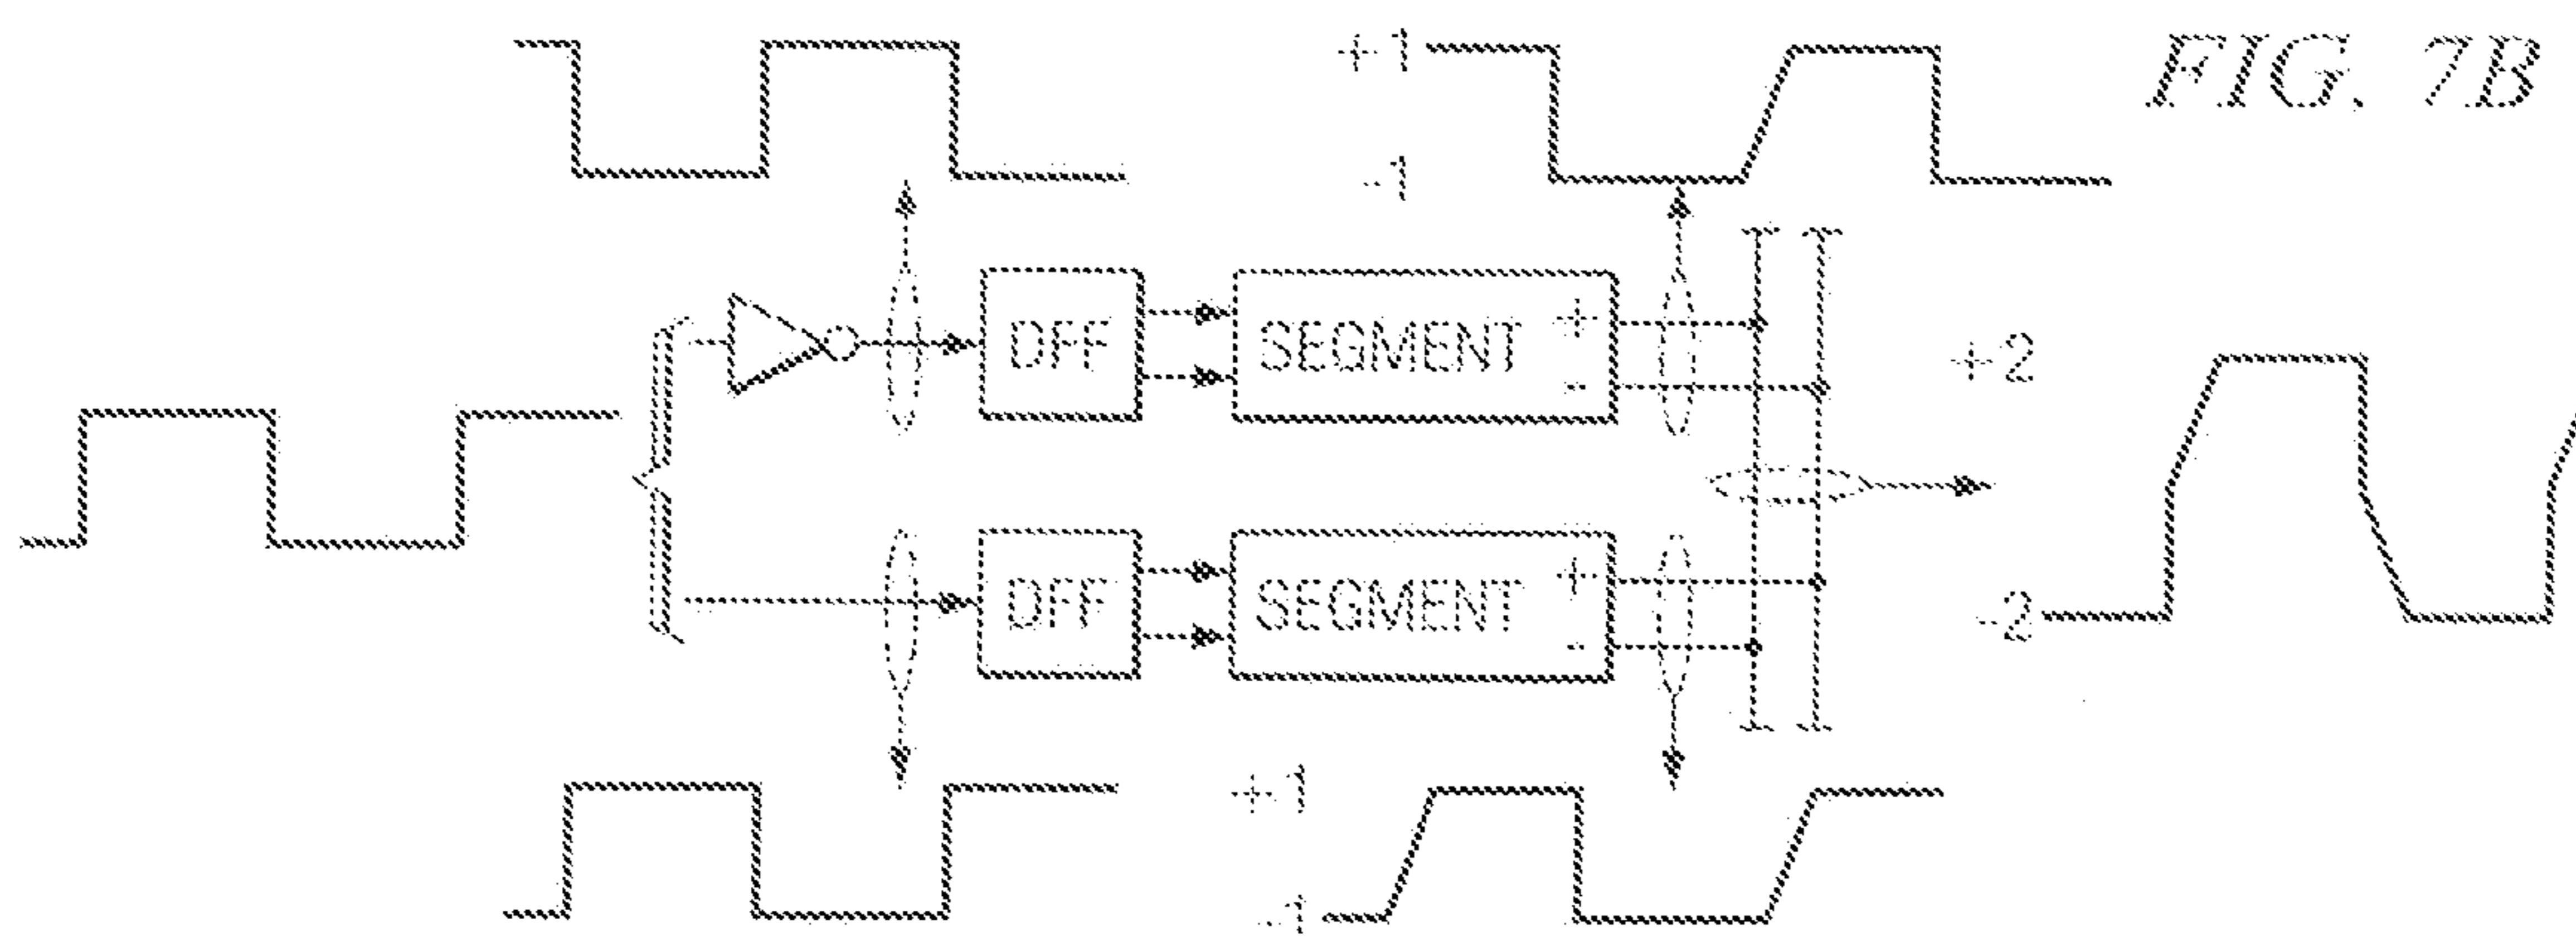 FIG. 7B
+1
-1
DFF
SEGMENT
+
-
+2
-2
DFF
SEGMENT
+
-
+1
-1